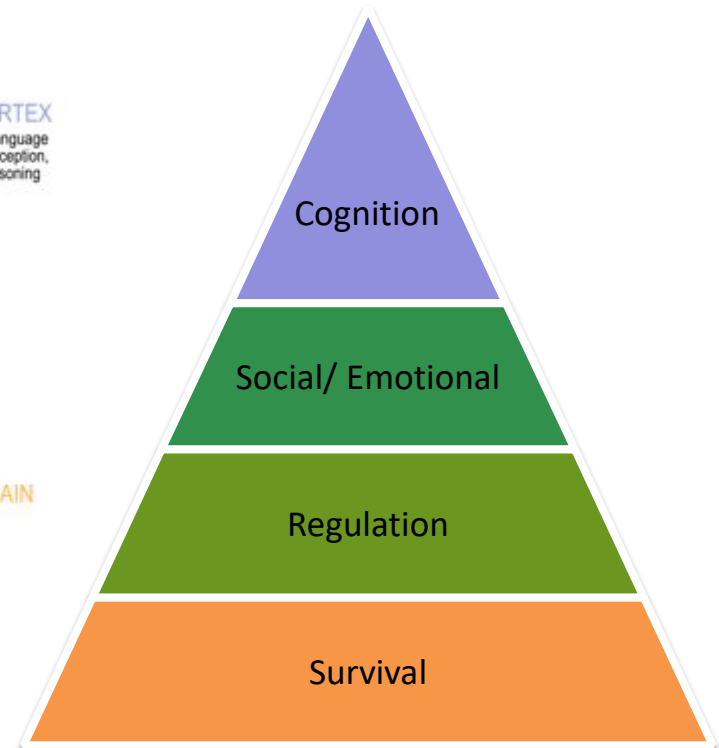 RTEX
nguage
ception,
soning
AIN
Cognition
Social/ Emotional
Regulation
Survival